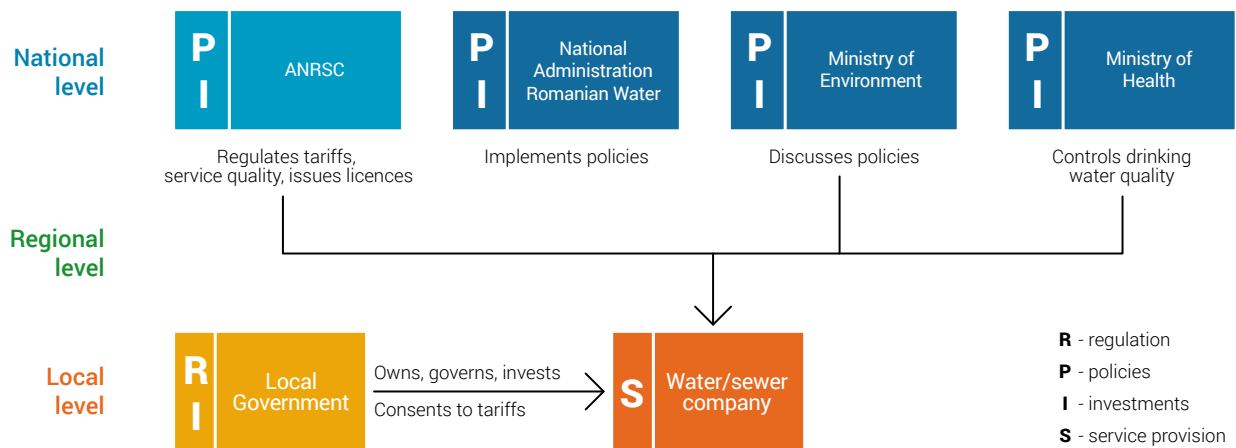 National
level
P
I
ANRSC
P
I
National
Administration
Romanian Water
P
I
Ministry of
Environment
P
I
Ministry of
Health
Regulates tariffs,
service quality, issues licences
Implements policies
Discusses policies
Controls drinking
water quality
Regional
level
Local
level
R
I
Local
Government
Owns, governs, invests
Consents to tariffs
S
Water/sewer
company
R - regulation
P - policies
I - investments
S - service provision